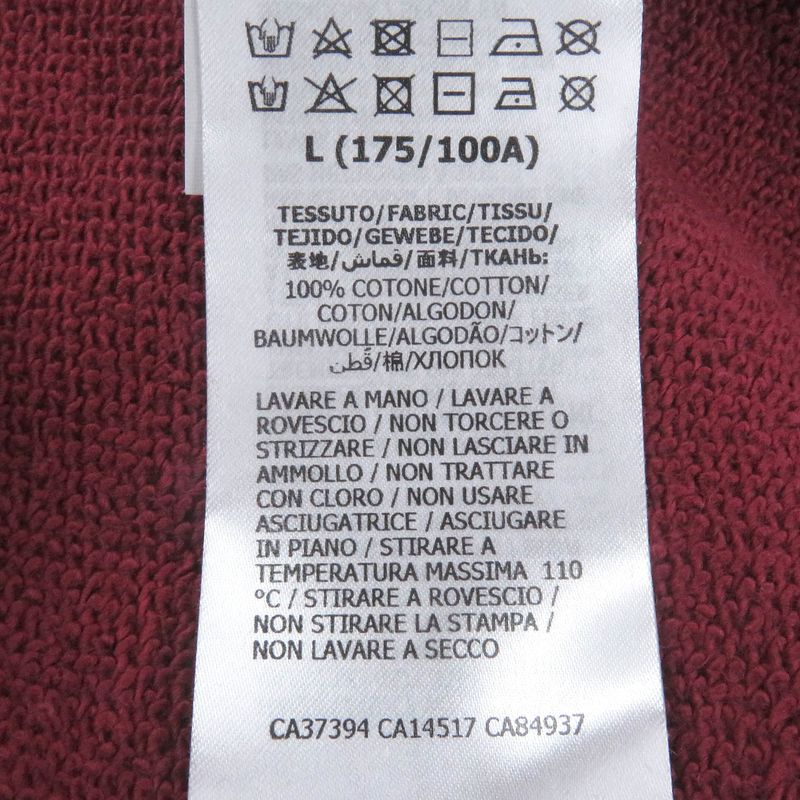 L (175/100A)
TESSUTO/FABRIC/TISSU/
TEJIDO/GEWEBE/TECIDO/
表地/قماش/面料/ТКАНЬ:
100% COTONE/COTTON/
COTON/ALGODON/
BAUMWOLLE/ALGODÃO/コットン/
قُطن/棉/ХЛОПОК
LAVARE A MANO / LAVARE A
ROVESCIO / NON TORCERE O
STRIZZARE / NON LASCIARE IN
AMMOLLO / NON TRATTARE
CON CLORO / NON USARE
ASCIUGATRICE / ASCIUGARE
IN PIANO / STIRARE A
TEMPERATURA MASSIMA 110
°C / STIRARE A ROVESCIO /
NON STIRARE LA STAMPA /
NON LAVARE A SECCO
CA37394 CA14517 CA84937